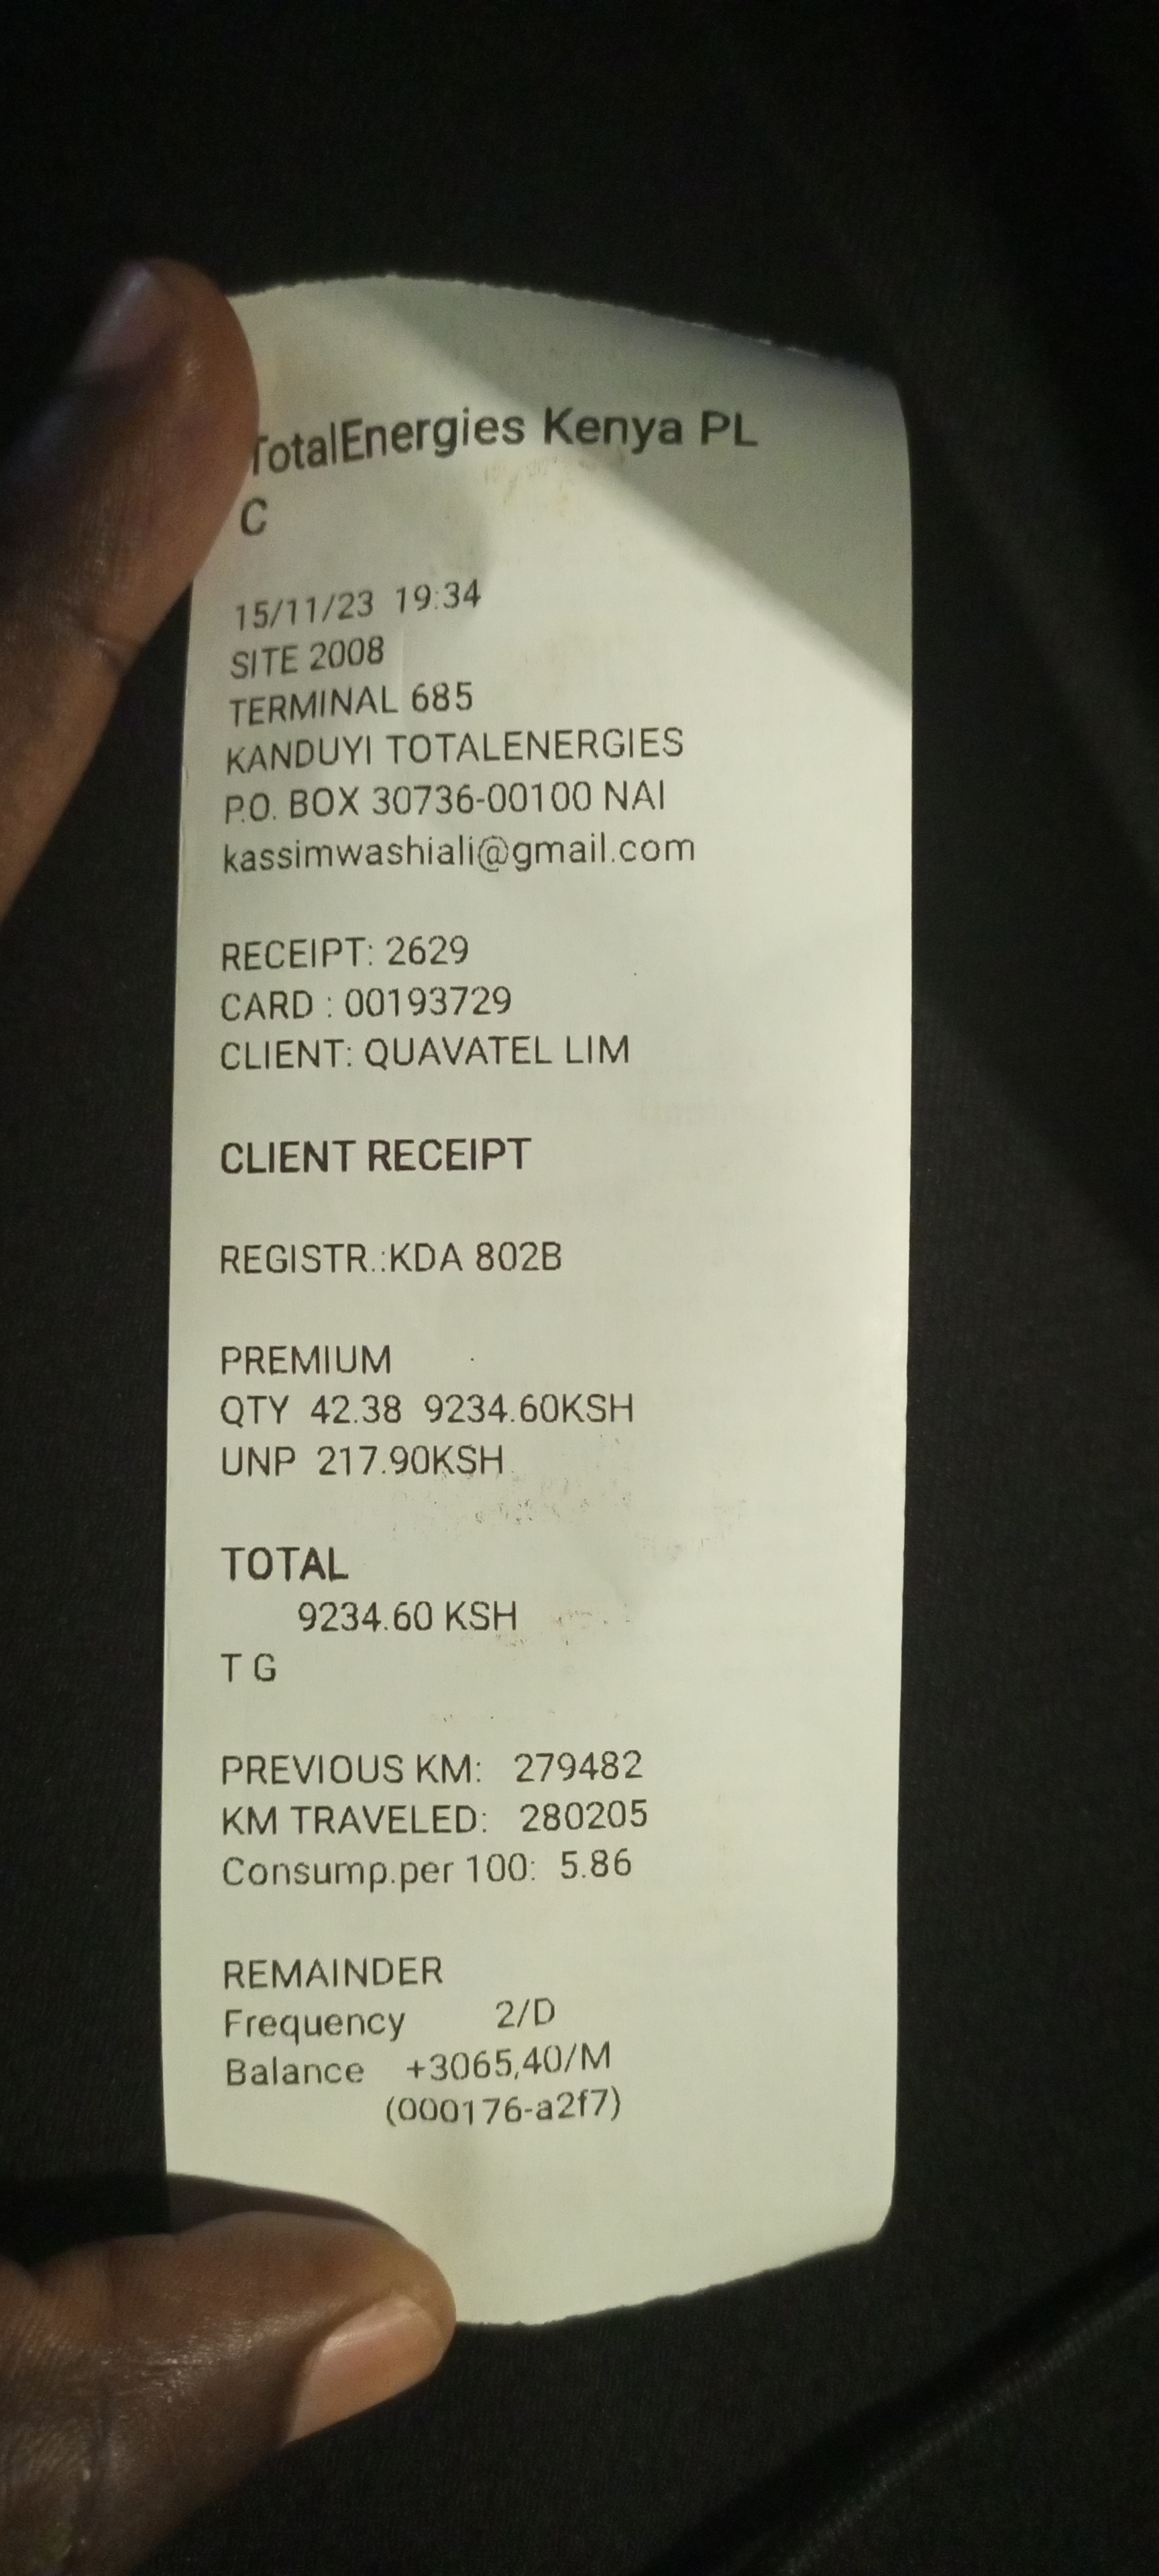 TotalEnergies Kenya PL
C
15/11/23 19:34
SITE 2008
TERMINAL 685
KANDUYI TOTALENERGIES
P.O. BOX 30736-00100 NAI
kassimwashiali@gmail.com
RECEIPT: 2629
CARD : 00193729
CLIENT: QUAVATEL LIM
CLIENT RECEIPT
REGISTR.:KDA 802B
PREMIUM
QTY 42.38 9234.60KSH
UNP 217.90KSH
TOTAL
9234.60 KSH
T G
PREVIOUS KM: 279482
KM TRAVELED: 280205
Consump.per 100: 5.86
REMAINDER
Frequency 2/D
Balance +3065,40/M
(000176-a2f7)